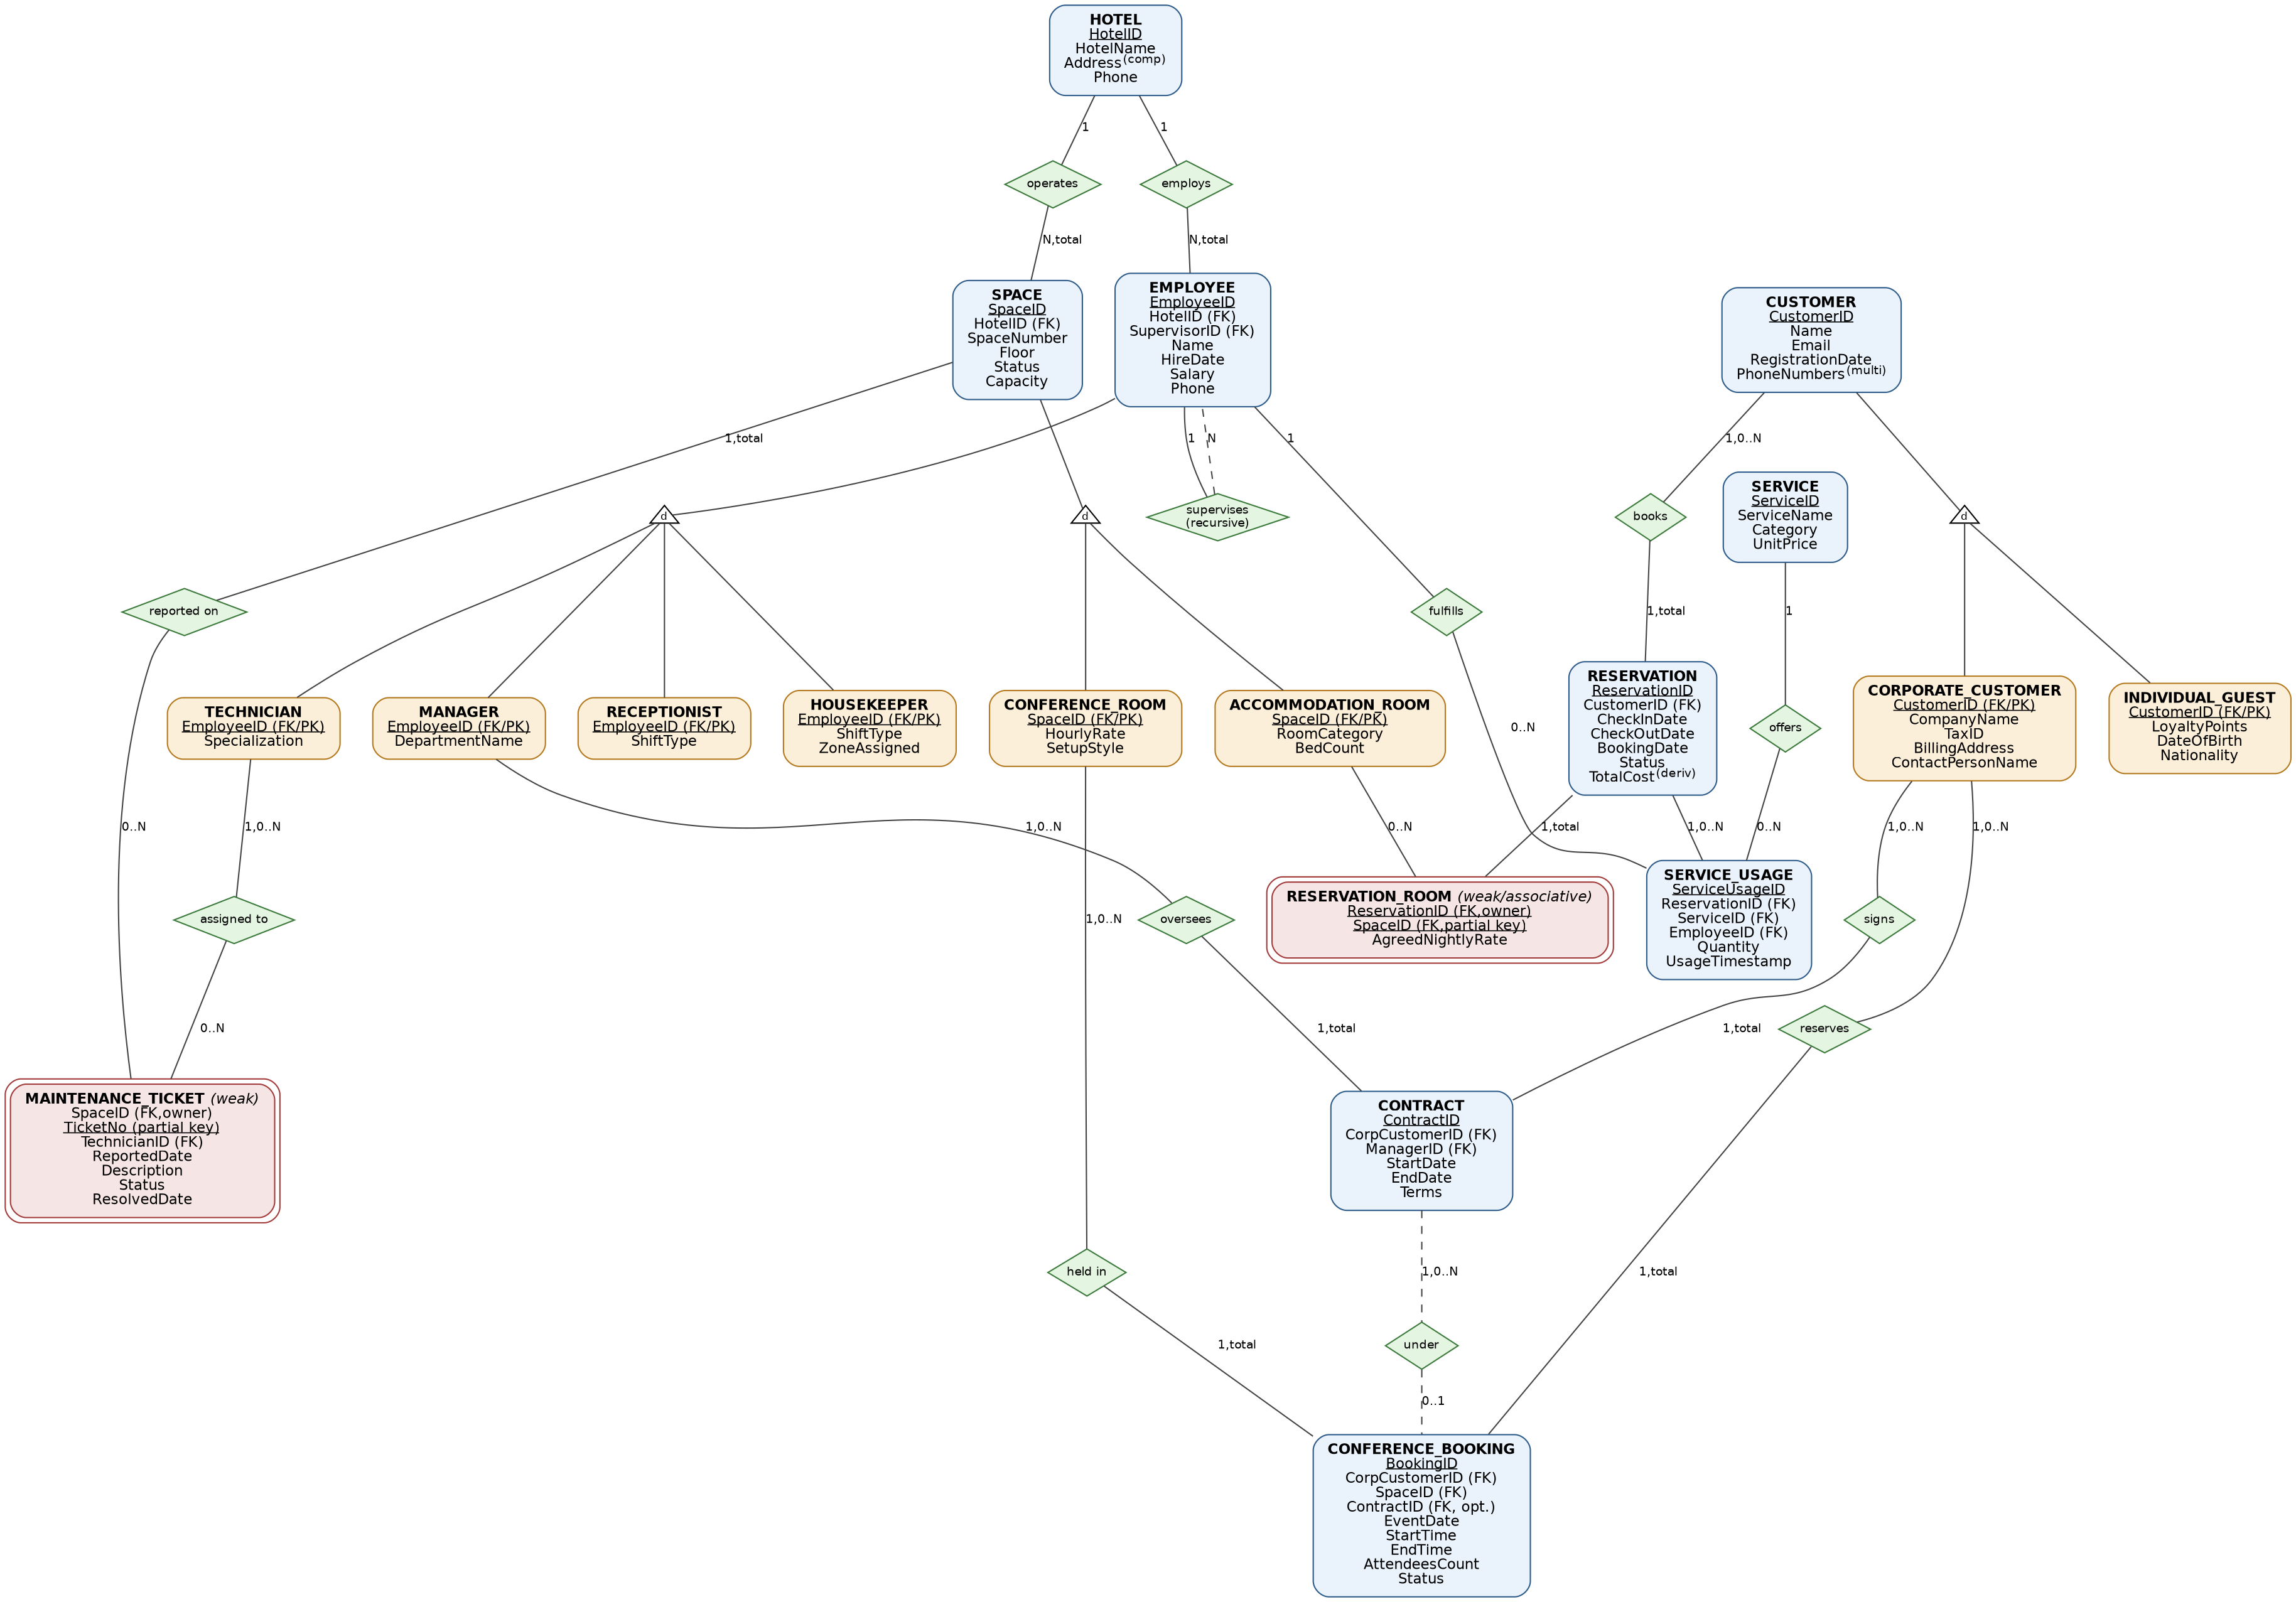 HOTEL
HotelID
HotelName
Address(comp)
Phone
1
1
operates
employs
N,total
N,total
SPACE
SpaceID
HotelID (FK)
SpaceNumber
Floor
Status
Capacity
EMPLOYEE
EmployeeID
HotelID (FK)
SupervisorID (FK)
Name
HireDate
Salary
Phone
CUSTOMER
CustomerID
Name
Email
RegistrationDate
PhoneNumbers(multi)
1,total
1
N
1
1,0..N
SERVICE
ServiceID
ServiceName
Category
UnitPrice
d
d
supervises
(recursive)
books
d
reported on
fulfills
1,total
1
TECHNICIAN
EmployeeID (FK/PK)
Specialization
MANAGER
EmployeeID (FK/PK)
DepartmentName
RECEPTIONIST
EmployeeID (FK/PK)
ShiftType
HOUSEKEEPER
EmployeeID (FK/PK)
ShiftType
ZoneAssigned
CONFERENCE_ROOM
SpaceID (FK/PK)
HourlyRate
SetupStyle
ACCOMMODATION_ROOM
SpaceID (FK/PK)
RoomCategory
BedCount
0..N
RESERVATION
ReservationID
CustomerID (FK)
CheckInDate
CheckOutDate
BookingDate
Status
TotalCost(deriv)
offers
CORPORATE_CUSTOMER
CustomerID (FK/PK)
CompanyName
TaxID
BillingAddress
ContactPersonName
INDIVIDUAL_GUEST
CustomerID (FK/PK)
LoyaltyPoints
DateOfBirth
Nationality
0..N
1,0..N
1,0..N
0..N
1,total
1,0..N
0..N
1,0..N
1,0..N
assigned to
1,0..N
oversees
RESERVATION_ROOM (weak/associative)
ReservationID (FK,owner)
SpaceID (FK,partial key)
AgreedNightlyRate
SERVICE_USAGE
ServiceUsageID
ReservationID (FK)
ServiceID (FK)
EmployeeID (FK)
Quantity
UsageTimestamp
signs
0..N
1,total
1,total
reserves
MAINTENANCE_TICKET (weak)
SpaceID (FK,owner)
TicketNo (partial key)
TechnicianID (FK)
ReportedDate
Description
Status
ResolvedDate
CONTRACT
ContractID
CorpCustomerID (FK)
ManagerID (FK)
StartDate
EndDate
Terms
held in
1,0..N
1,total
1,total
under
0..1
CONFERENCE_BOOKING
BookingID
CorpCustomerID (FK)
SpaceID (FK)
ContractID (FK, opt.)
EventDate
StartTime
EndTime
AttendeesCount
Status